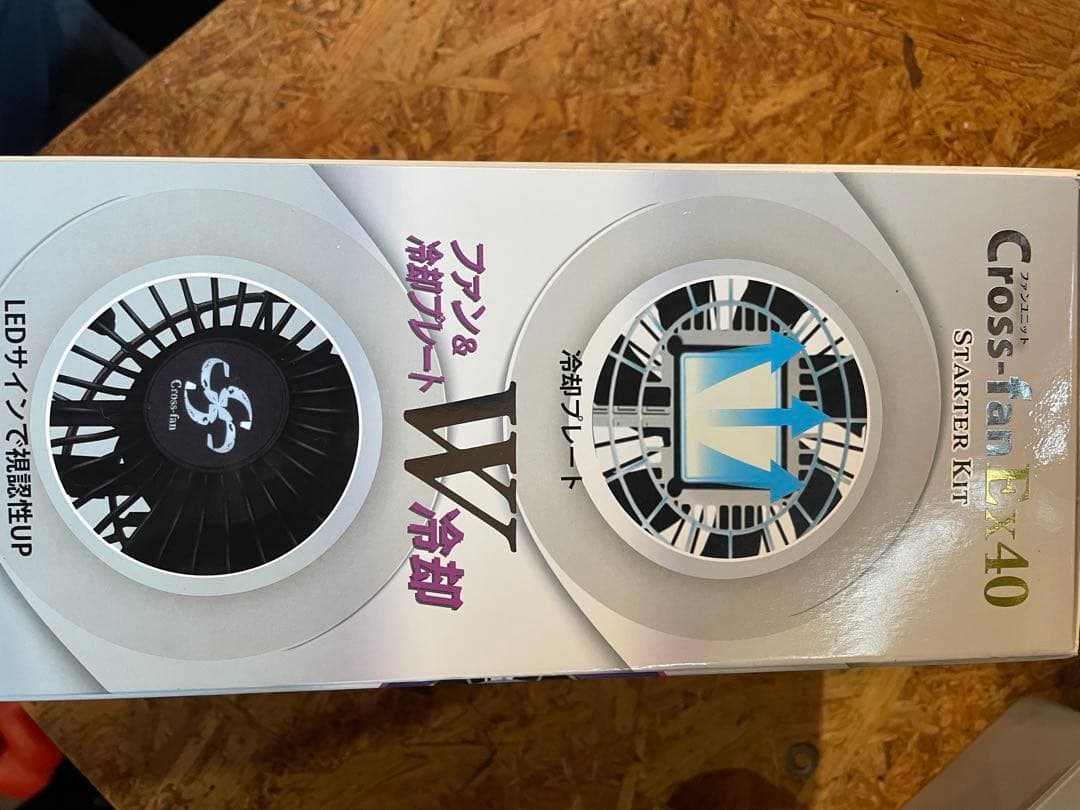 ファンユニット
Cross-fan Ex40
STARTER KIT
冷却プレート
ファン&
冷却プレート
W冷却
Cross-fan
LEDサインで視認性UP